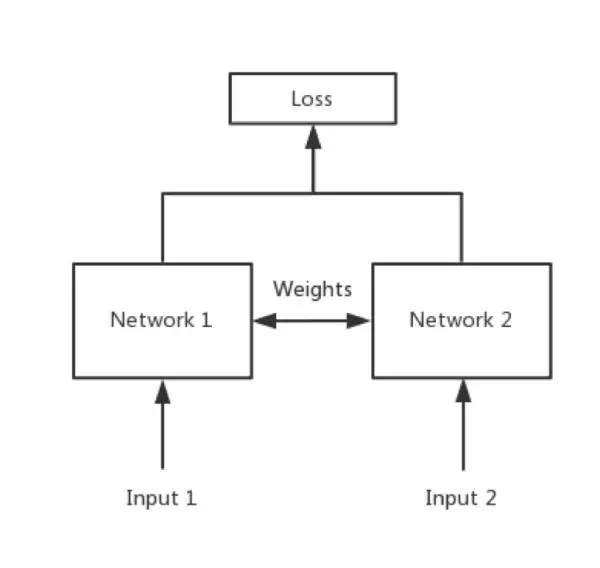 Loss
Weights
Network 1
Network 2
Input 1
Input 2